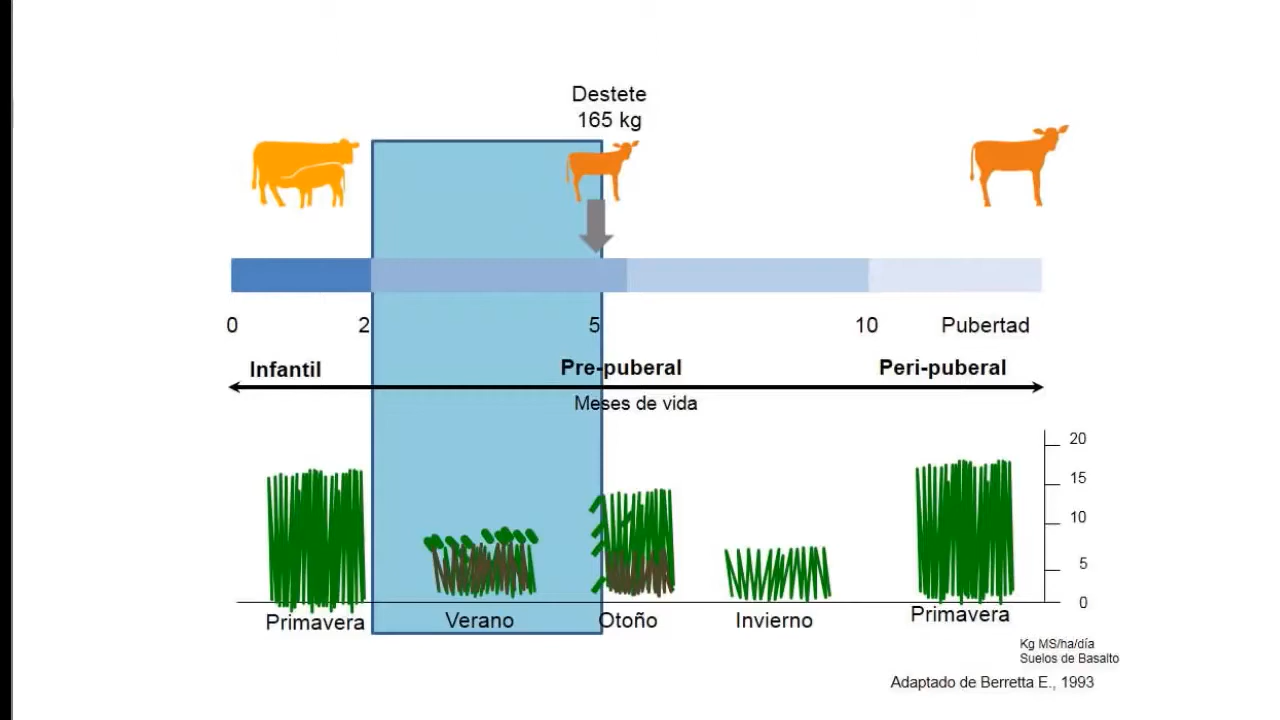 Destete
165 kg
0 2 5 10 Pubertad
Infantil Pre-puberal Peri-puberal
Meses de vida
20
15
10
5
0
Primavera Verano Otoño Invierno Primavera
Kg MS/ha/día
Suelos de Basalto
Adaptado de Berretta E., 1993